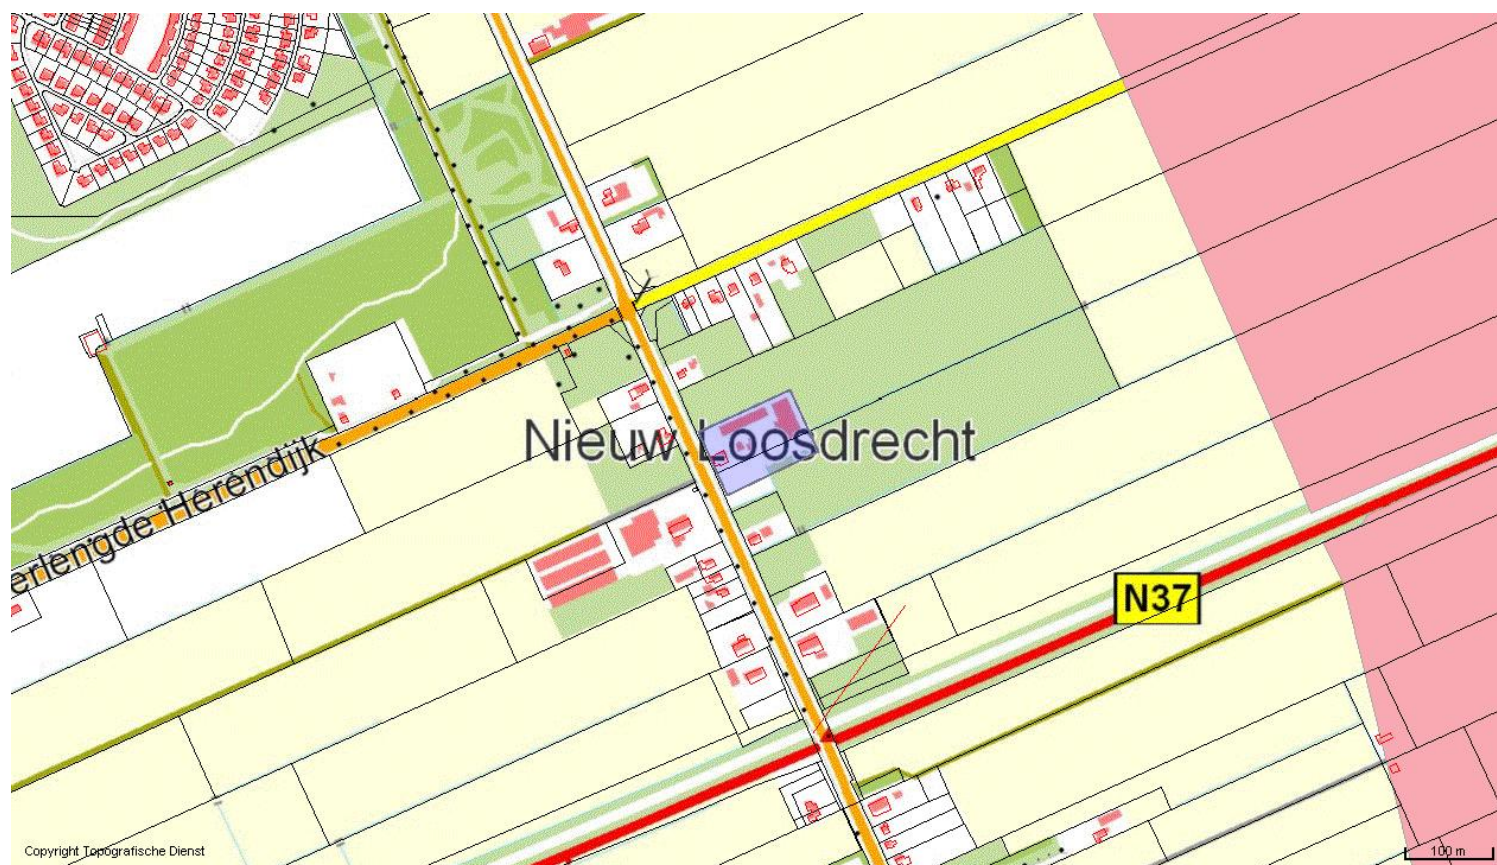 Nieuw Loosdrecht
erlengde Herendijk
N37
Copyright Topografische Dienst
100 m